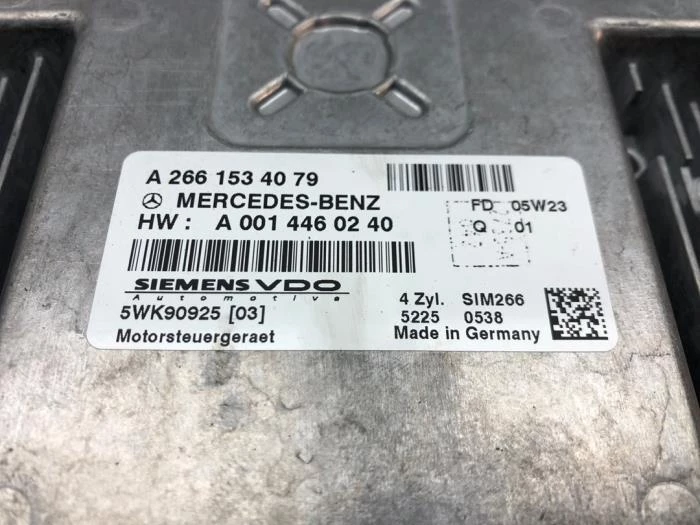 A 266 153 40 79
MERCEDES-BENZ
HW : A 001 446 02 40
FD 05W23
Q 01
SIEMENS VDO
Automotive
5WK90925 [03]
Motorsteuergeraet
4 Zyl. SIM266
5225 0538
Made in Germany